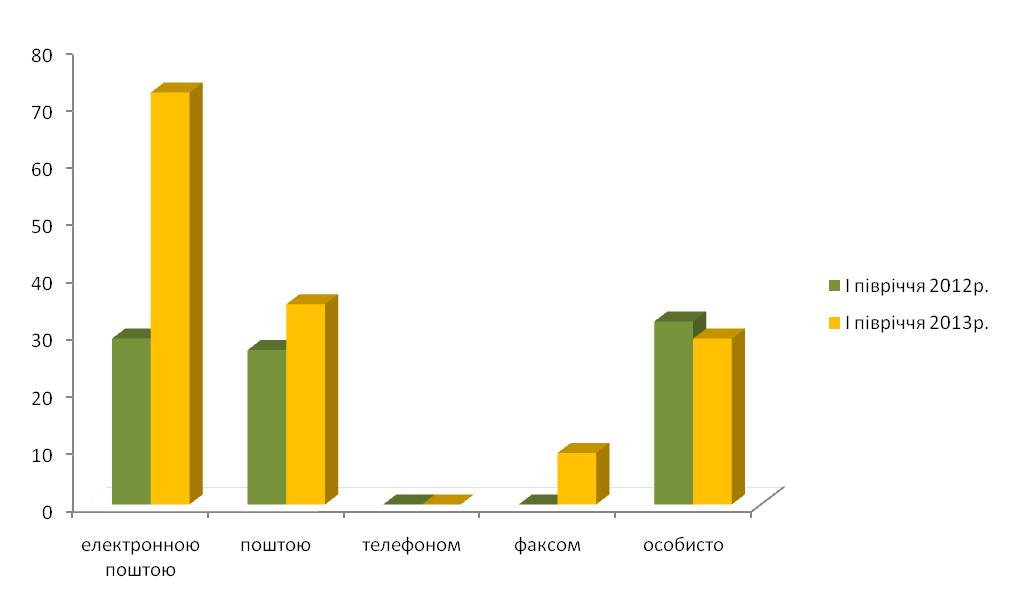 80
70
60
50
40
30
20
10
0
електронною
поштою
поштою
телефоном
факсом
особисто
І півріччя 2012р.
І півріччя 2013р.